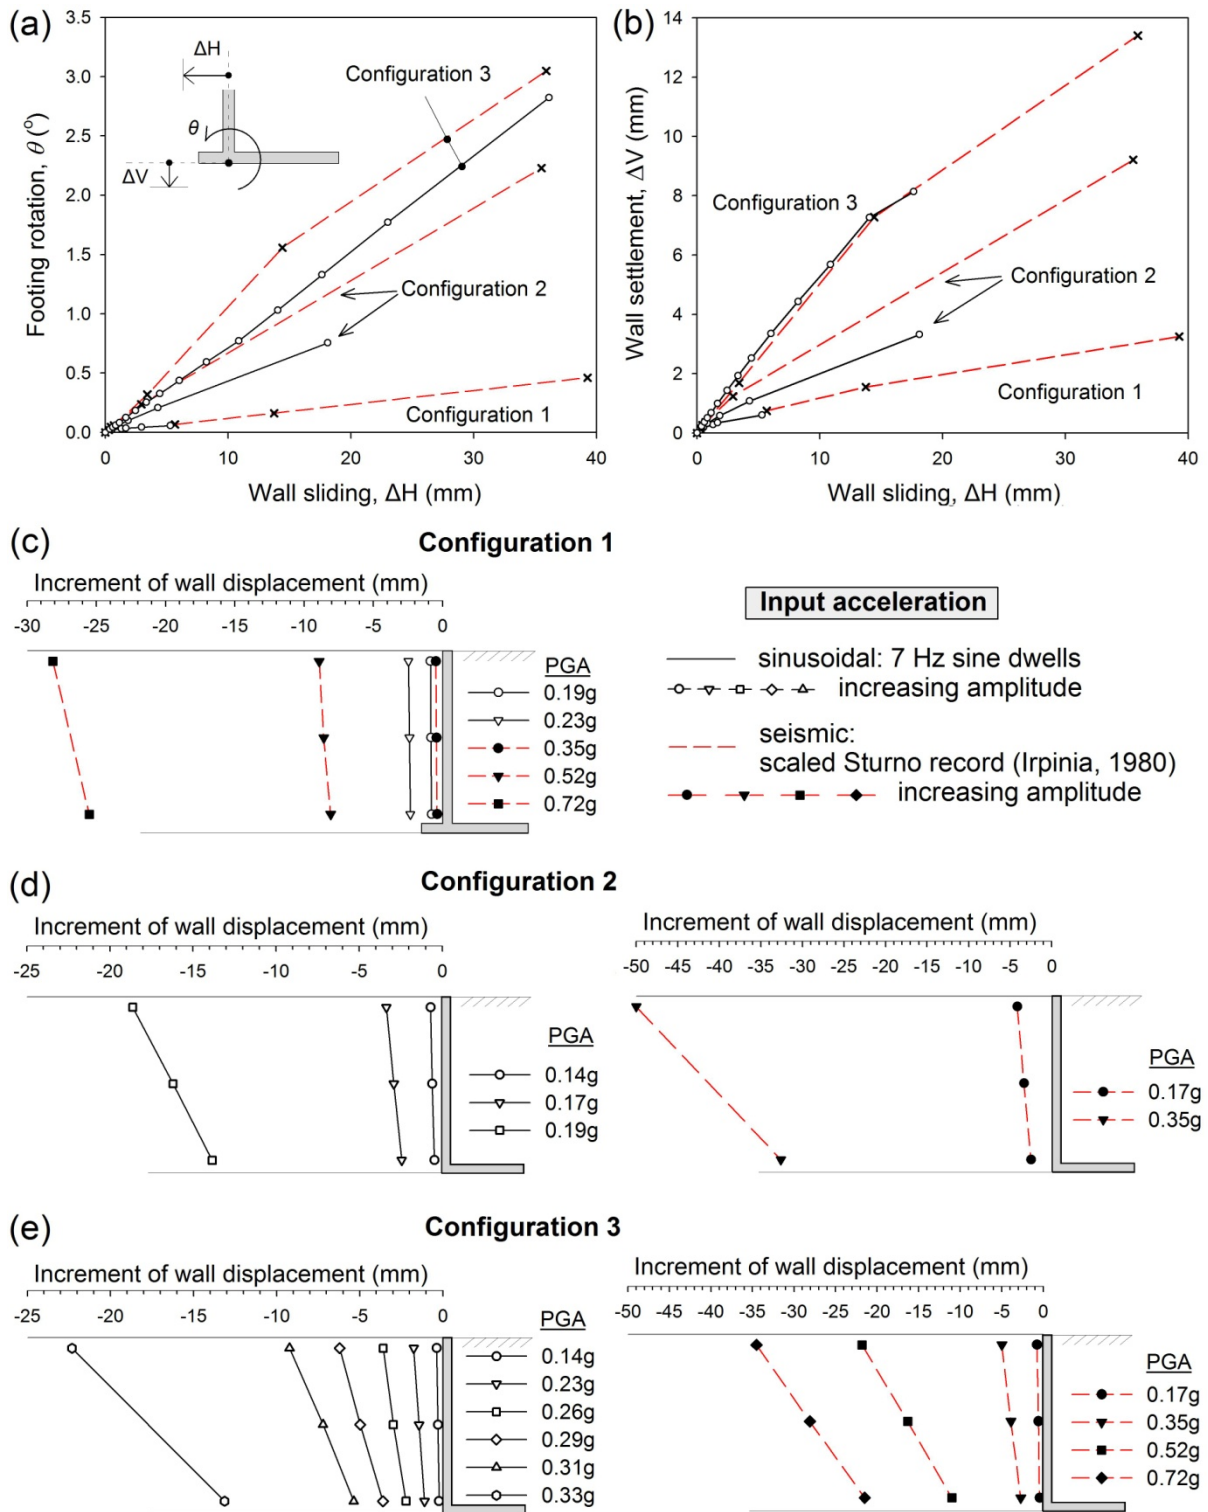 (a)
3.5
3.0
2.5
2.0
1.5
1.0
0.5
0.0
Footing rotation, θ (°)
ΔH
θ
ΔV
Configuration 3
Configuration 2
Configuration 1
0 10 20 30 40
Wall sliding, ΔH (mm)
(b)
14
12
10
8
6
4
2
0
Wall settlement, ΔV (mm)
Configuration 3
Configuration 2
Configuration 1
0 10 20 30 40
Wall sliding, ΔH (mm)
(c)
Configuration 1
Increment of wall displacement (mm)
-30 -25 -20 -15 -10 -5 0
PGA
0.19g
0.23g
0.35g
0.52g
0.72g
Input acceleration
sinusoidal: 7 Hz sine dwells
increasing amplitude
seismic:
scaled Sturno record (Irpinia, 1980)
increasing amplitude
(d)
Configuration 2
Increment of wall displacement (mm)
-25 -20 -15 -10 -5 0
PGA
0.14g
0.17g
0.19g
Increment of wall displacement (mm)
-50 -45 -40 -35 -30 -25 -20 -15 -10 -5 0
PGA
0.17g
0.35g
(e)
Configuration 3
Increment of wall displacement (mm)
-25 -20 -15 -10 -5 0
PGA
0.14g
0.23g
0.26g
0.29g
0.31g
0.33g
Increment of wall displacement (mm)
-50 -45 -40 -35 -30 -25 -20 -15 -10 -5 0
PGA
0.17g
0.35g
0.52g
0.72g